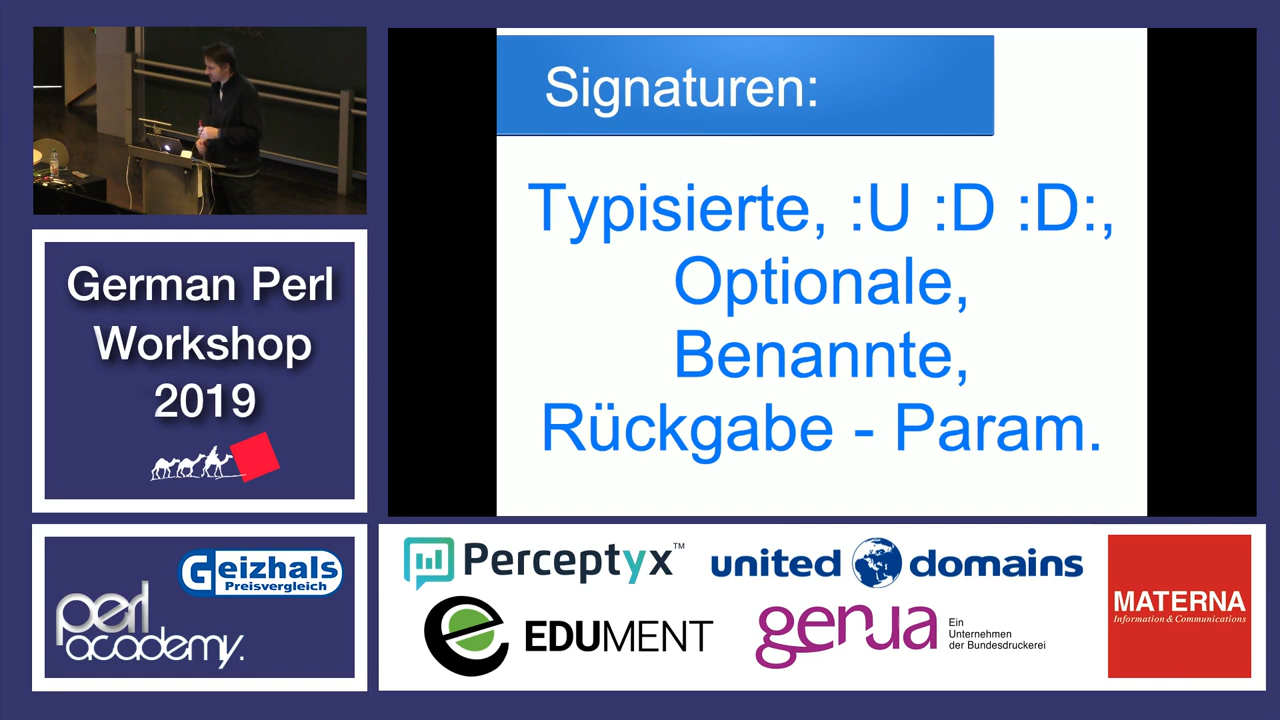 Signaturen:
Typisierte, :U :D :D:,
Optionale,
Benannte,
Rückgabe - Param.
German Perl
Workshop
2019
Geizhals
Preisvergleich
perl
academy.
Perceptyx™
united domains
MATERNA
Information & Communications
EDUMENT
genua
Ein
Unternehmen
der Bundesdruckerei